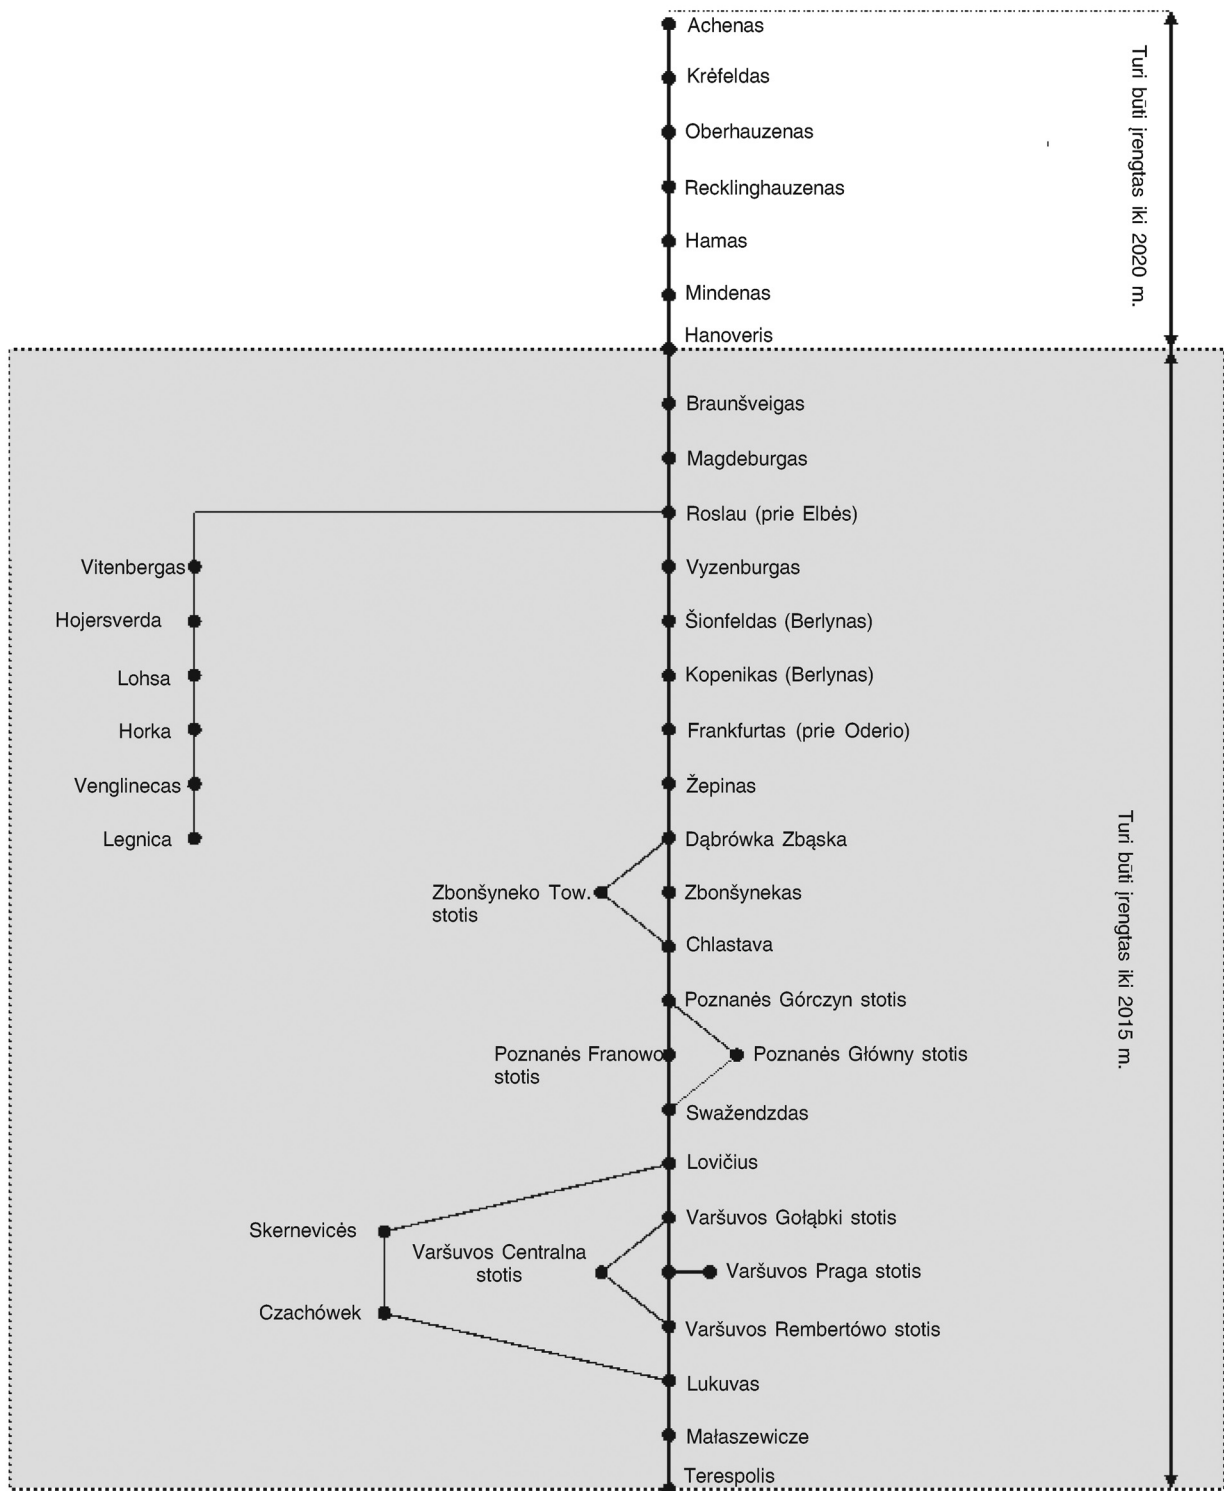 Achenas
Krėfeldas
Oberhauzenas
Recklinghauzenas
Hamas
Mindenas
Hanoveris
Turi būti įrengtas iki 2020 m.
Braunšveigas
Magdeburgas
Roslau (prie Elbės)
Vitenbergas
Vyzenburgas
Hojersverda
Šionfeldas (Berlynas)
Lohsa
Kopenikas (Berlynas)
Horka
Frankfurtas (prie Oderio)
Venglinecas
Žepinas
Legnica
Dąbrówka Zbąska
Zbonšyneko Tow.
stotis
Zbonšynekas
Chlastava
Turi būti įrengtas iki 2015 m.
Poznanės Górczyn stotis
Poznanės Franowo
stotis
Poznanės Główny stotis
Swažendzdas
Lovičius
Skernevicės
Varšuvos Gołąbki stotis
Varšuvos Centralna
stotis
Varšuvos Praga stotis
Czachówek
Varšuvos Rembertówo stotis
Lukuvas
Małaszewicze
Terespolis